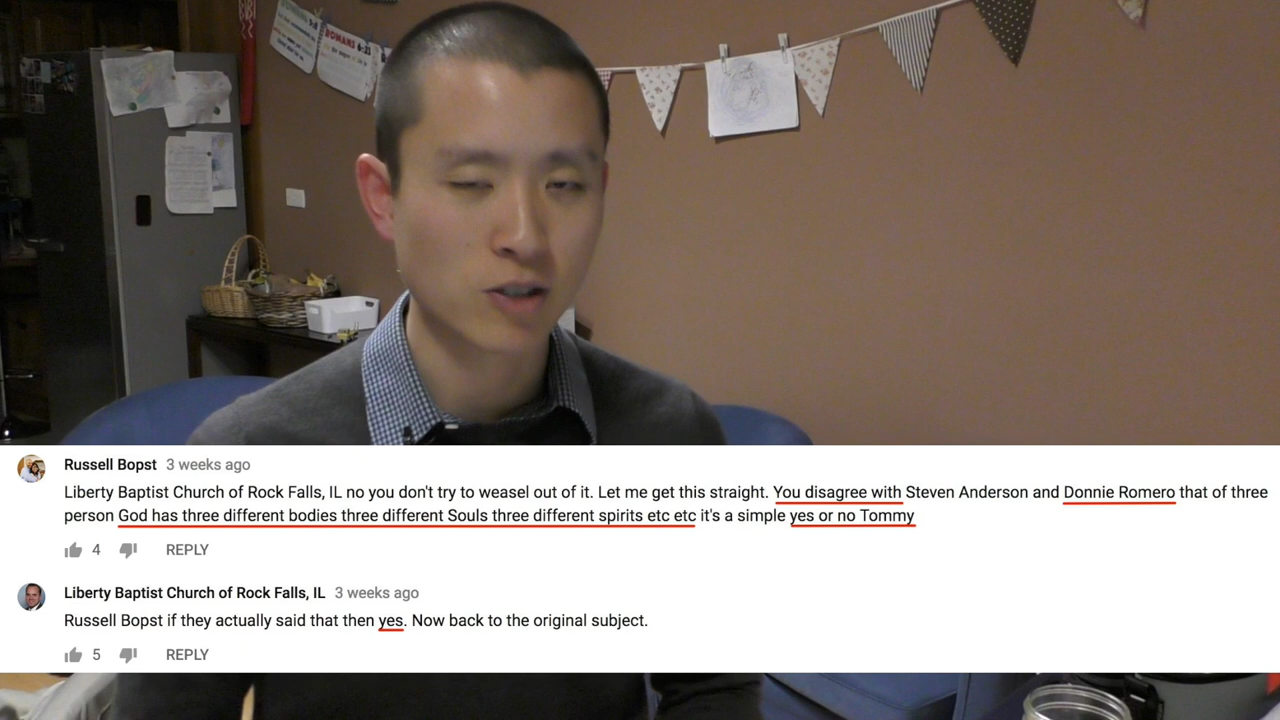 ROMANS 6:23
Russell Bopst 3 weeks ago
Liberty Baptist Church of Rock Falls, IL no you don't try to weasel out of it. Let me get this straight. You disagree with Steven Anderson and Donnie Romero that of three
person God has three different bodies three different Souls three different spirits etc etc it's a simple yes or no Tommy
4 REPLY
Liberty Baptist Church of Rock Falls, IL 3 weeks ago
Russell Bopst if they actually said that then yes. Now back to the original subject.
5 REPLY